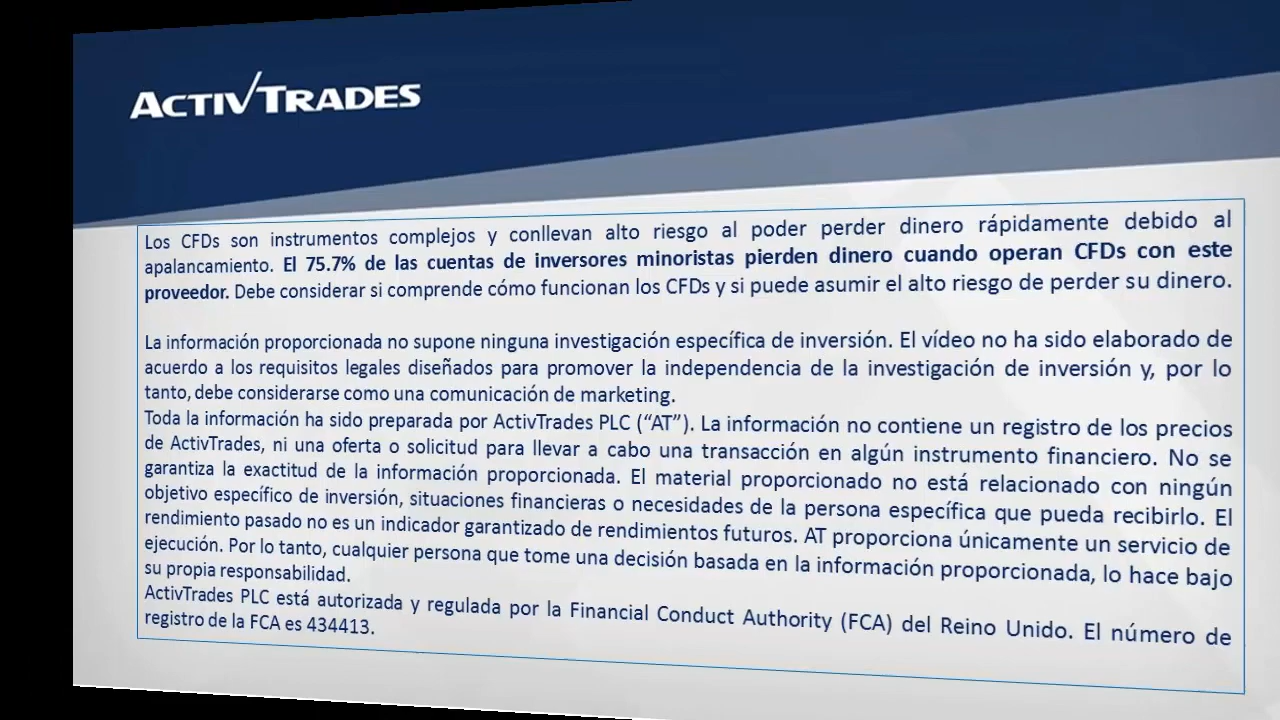 ACTIVTRADES
Los CFDs son instrumentos complejos y conllevan alto riesgo al poder perder dinero rápidamente debido al
apalancamiento. El 75.7% de las cuentas de inversores minoristas pierden dinero cuando operan CFDs con este
proveedor. Debe considerar si comprende cómo funcionan los CFDs y si puede asumir el alto riesgo de perder su dinero.
La información proporcionada no supone ninguna investigación específica de inversión. El vídeo no ha sido elaborado de
acuerdo a los requisitos legales diseñados para promover la independencia de la investigación de inversión y, por lo
tanto, debe considerarse como una comunicación de marketing.
Toda la información ha sido preparada por ActivTrades PLC (“AT”). La información no contiene un registro de los precios
de ActivTrades, ni una oferta o solicitud para llevar a cabo una transacción en algún instrumento financiero. No se
garantiza la exactitud de la información proporcionada. El material proporcionado no está relacionado con ningún
objetivo específico de inversión, situaciones financieras o necesidades de la persona específica que pueda recibirlo. El
rendimiento pasado no es un indicador garantizado de rendimientos futuros. AT proporciona únicamente un servicio de
ejecución. Por lo tanto, cualquier persona que tome una decisión basada en la información proporcionada, lo hace bajo
su propia responsabilidad.
ActivTrades PLC está autorizada y regulada por la Financial Conduct Authority (FCA) del Reino Unido. El número de
registro de la FCA es 434413.